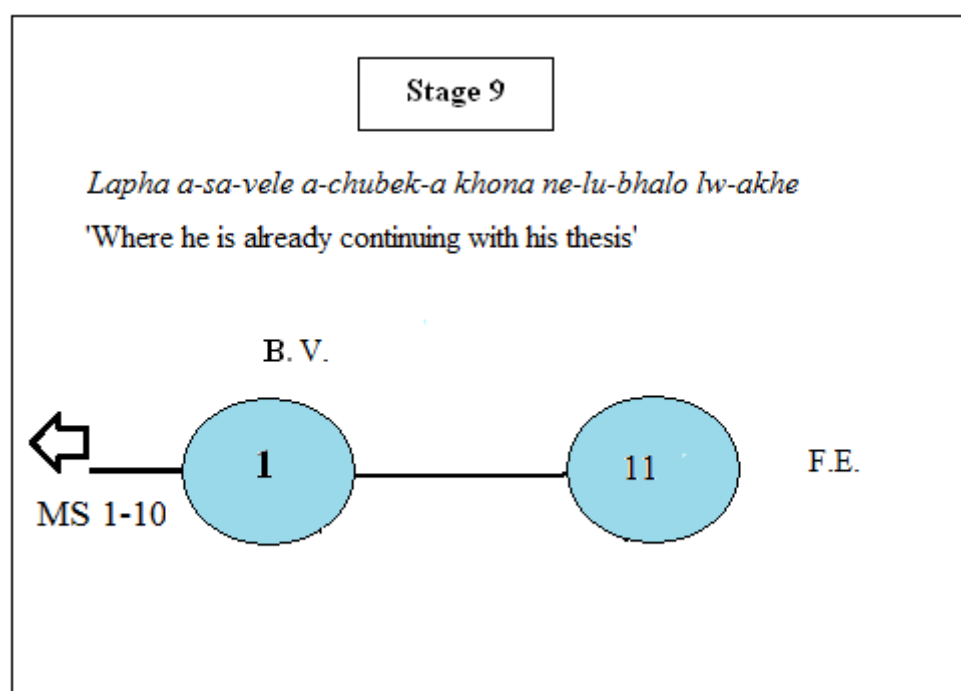 Stage 9
Lapha a-sa-vele a-chubek-a khona ne-lu-bhalo lw-akhe
'Where he is already continuing with his thesis'
B. V.
1
11
F.E.
MS 1-10